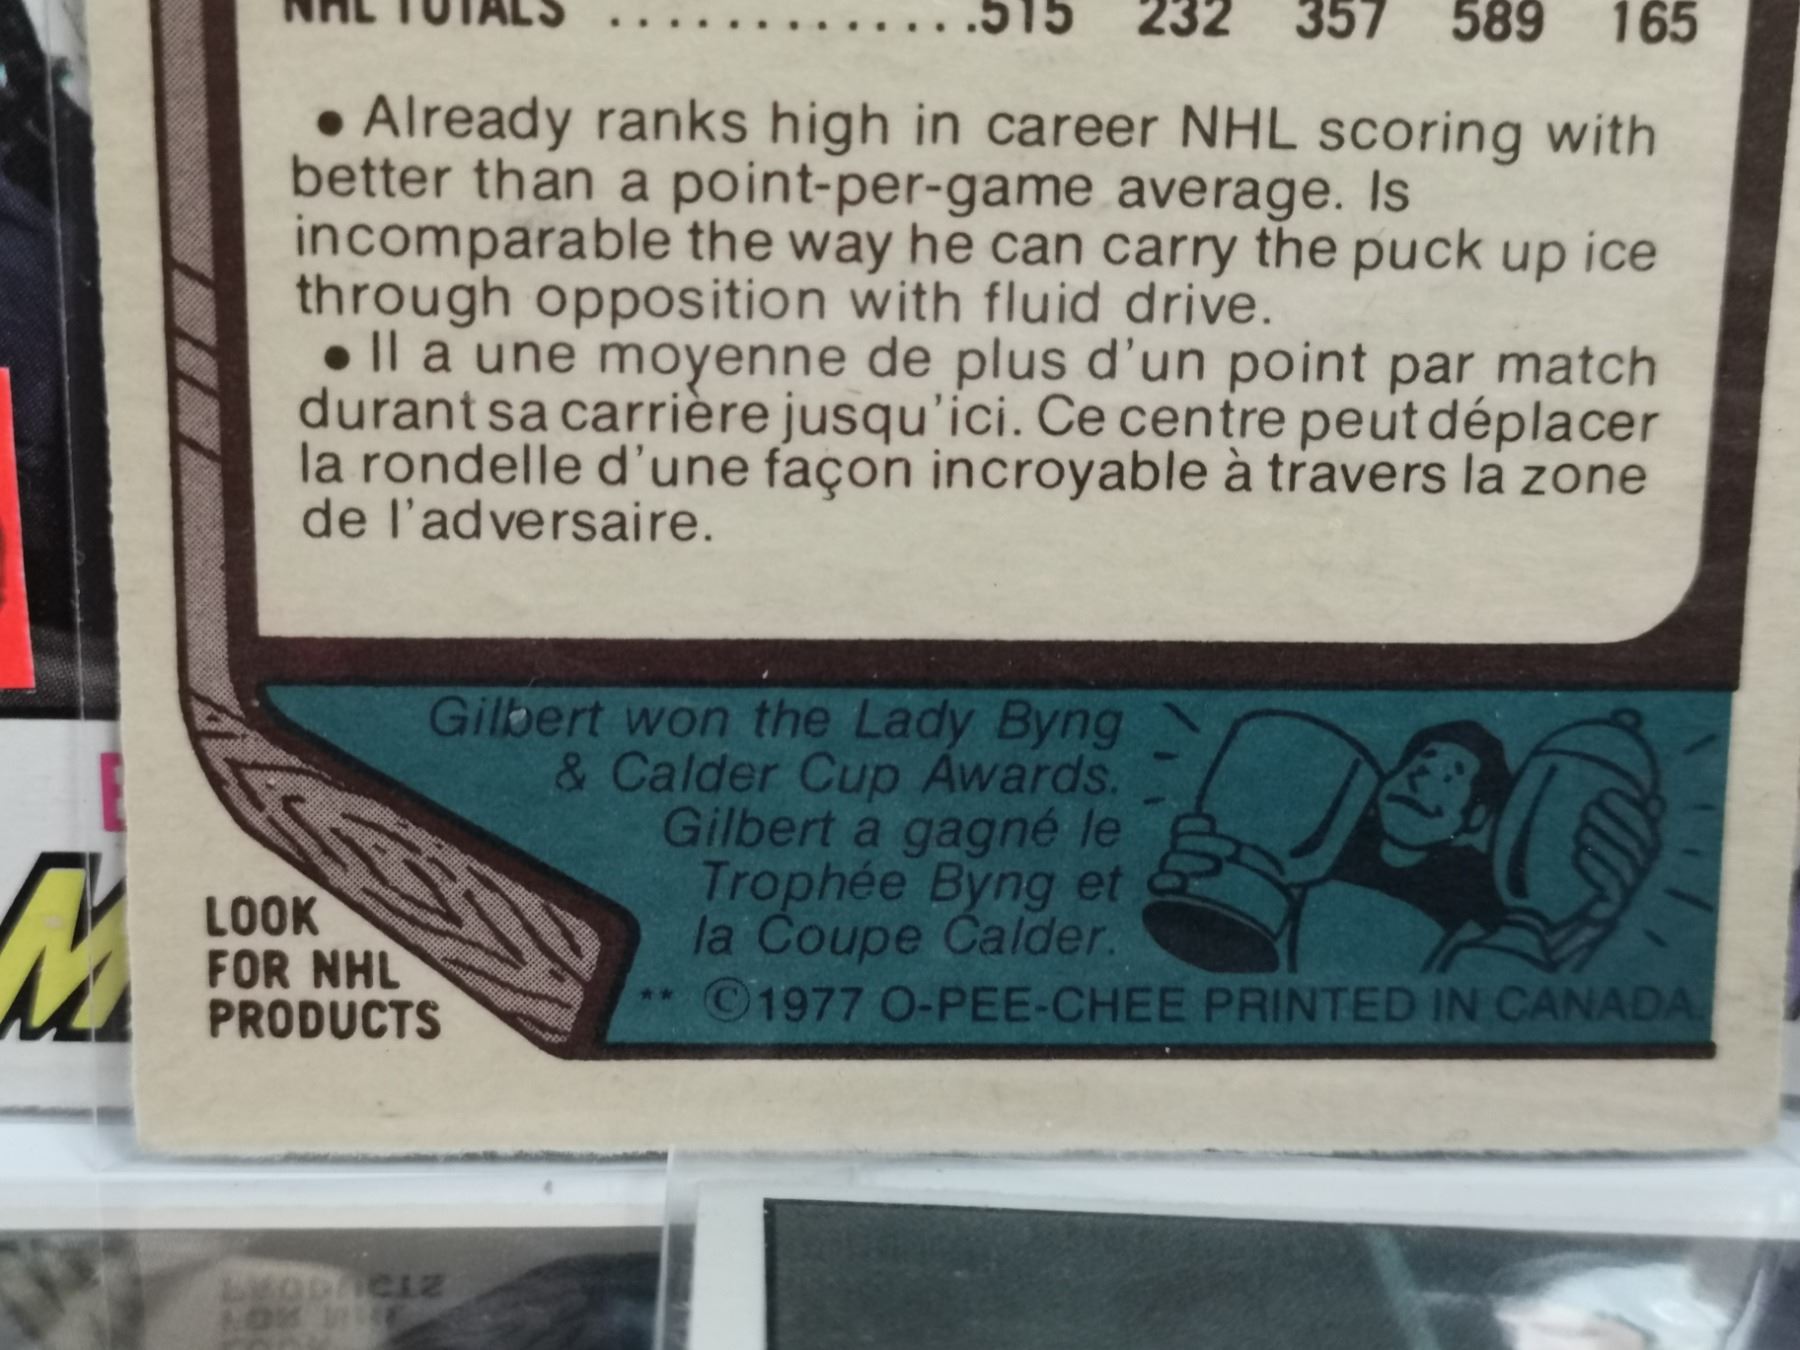 NHL TOTALS ..............515 232 357 589 165
• Already ranks high in career NHL scoring with
better than a point-per-game average. Is
incomparable the way he can carry the puck up ice
through opposition with fluid drive.
• Il a une moyenne de plus d'un point par match
durant sa carrière jusqu'ici. Ce centre peut déplacer
la rondelle d'une façon incroyable à travers la zone
de l'adversaire.
Gilbert won the Lady Byng
& Calder Cup Awards.
Gilbert a gagné le
Trophée Byng et
la Coupe Calder.
** ©1977 O-PEE-CHEE PRINTED IN CANADA.
LOOK
FOR NHL
PRODUCTS